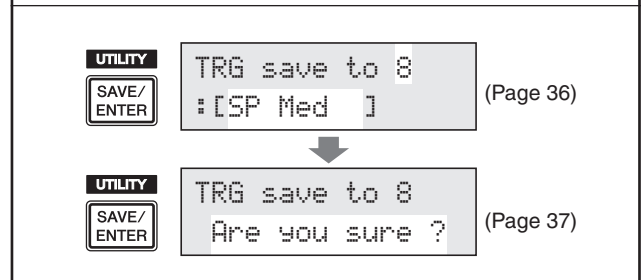 UTILITY
SAVE/
ENTER
TRG save to 8
:[SP Med  ]
(Page 36)
UTILITY
SAVE/
ENTER
TRG save to 8
Are you sure ?
(Page 37)